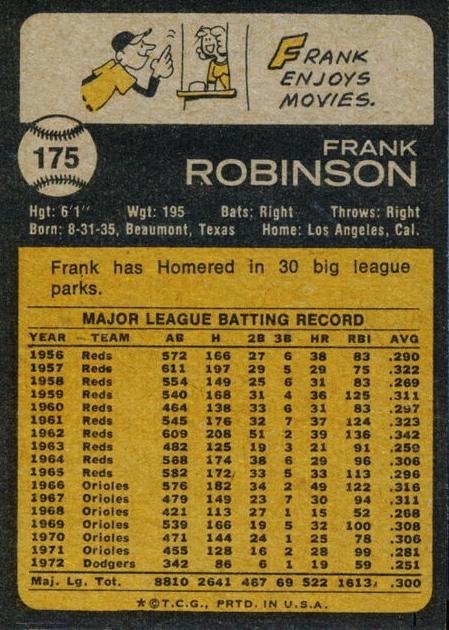 FRANK
ENJOYS
MOVIES.
175
FRANK
ROBINSON
Hgt: 6'1" Wgt: 195 Bats: Right Throws: Right
Born: 8-31-35, Beaumont, Texas Home: Los Angeles, Cal.
Frank has Homered in 30 big league
parks.
MAJOR LEAGUE BATTING RECORD
YEAR TEAM AB H 2B 3B HR RBI AVG
1956 Reds 572 166 27 6 38 83 .290
1957 Reds 611 197 29 5 29 75 .322
1958 Reds 554 149 25 6 31 83 .269
1959 Reds 540 168 31 4 36 125 .311
1960 Reds 464 138 33 6 31 83 .297
1961 Reds 545 176 32 7 37 124 .323
1962 Reds 609 208 51 2 39 136 .342
1963 Reds 482 125 19 3 21 91 .259
1964 Reds 568 174 38 6 29 96 .306
1965 Reds 582 172 33 5 33 113 .296
1966 Orioles 576 182 34 2 49 122 .316
1967 Orioles 479 149 23 7 30 94 .311
1968 Orioles 421 113 27 1 15 52 .268
1969 Orioles 539 166 19 5 32 100 .308
1970 Orioles 471 144 24 1 25 78 .306
1971 Orioles 455 128 16 2 28 99 .281
1972 Dodgers 342 86 6 1 19 59 .251
Maj. Lg. Tot. 8810 2641 467 69 522 1613 .300
*©T.C.G., PRTD. IN U.S.A.